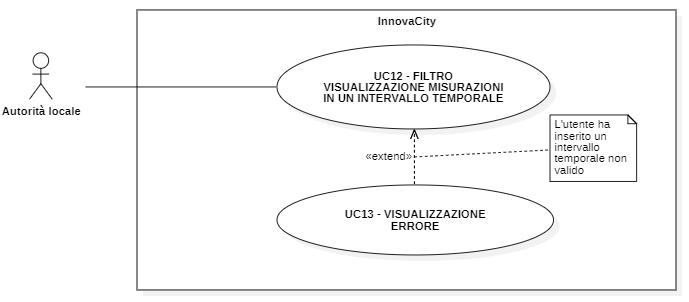 InnovaCity
UC12 - FILTRO
VISUALIZZAZIONE MISURAZIONI
IN UN INTERVALLO TEMPORALE
Autorità locale
L'utente ha
inserito un
intervallo
temporale non
valido
«extend»
UC13 - VISUALIZZAZIONE
ERRORE